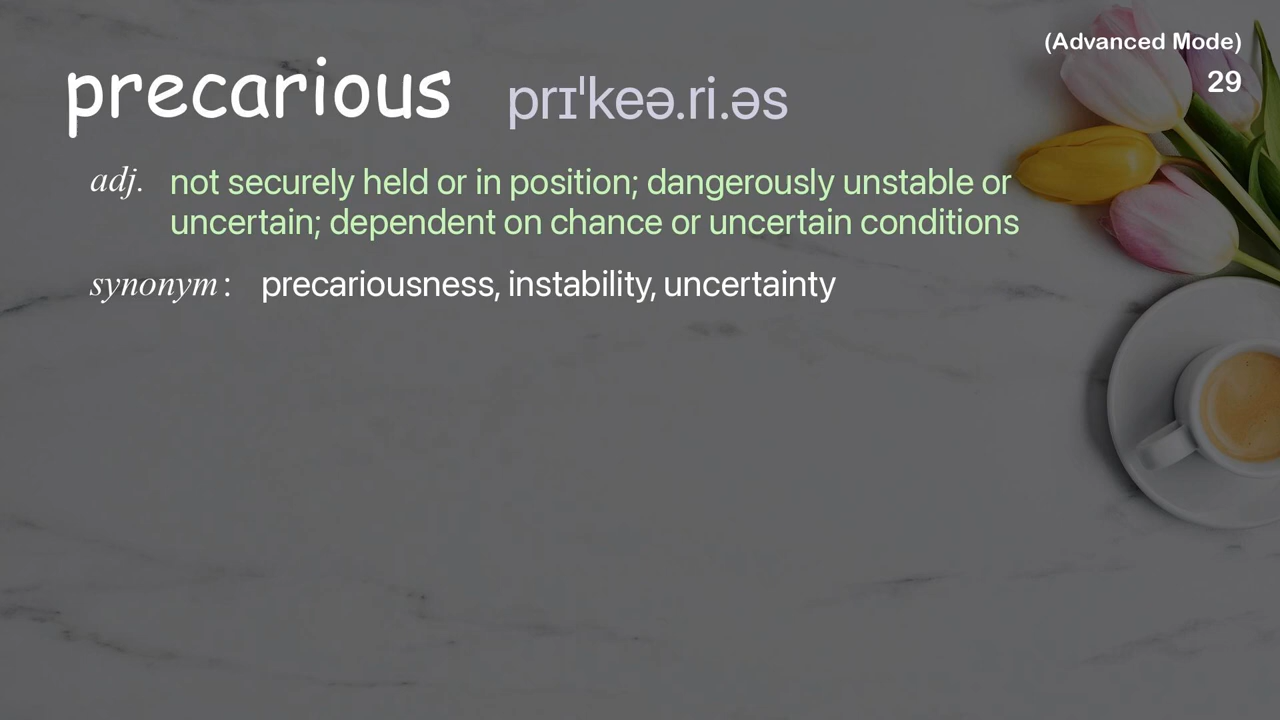 (Advanced Mode)
29
precarious prɪˈkeə.ri.əs
adj. not securely held or in position; dangerously unstable or
uncertain; dependent on chance or uncertain conditions
synonym : precariousness, instability, uncertainty